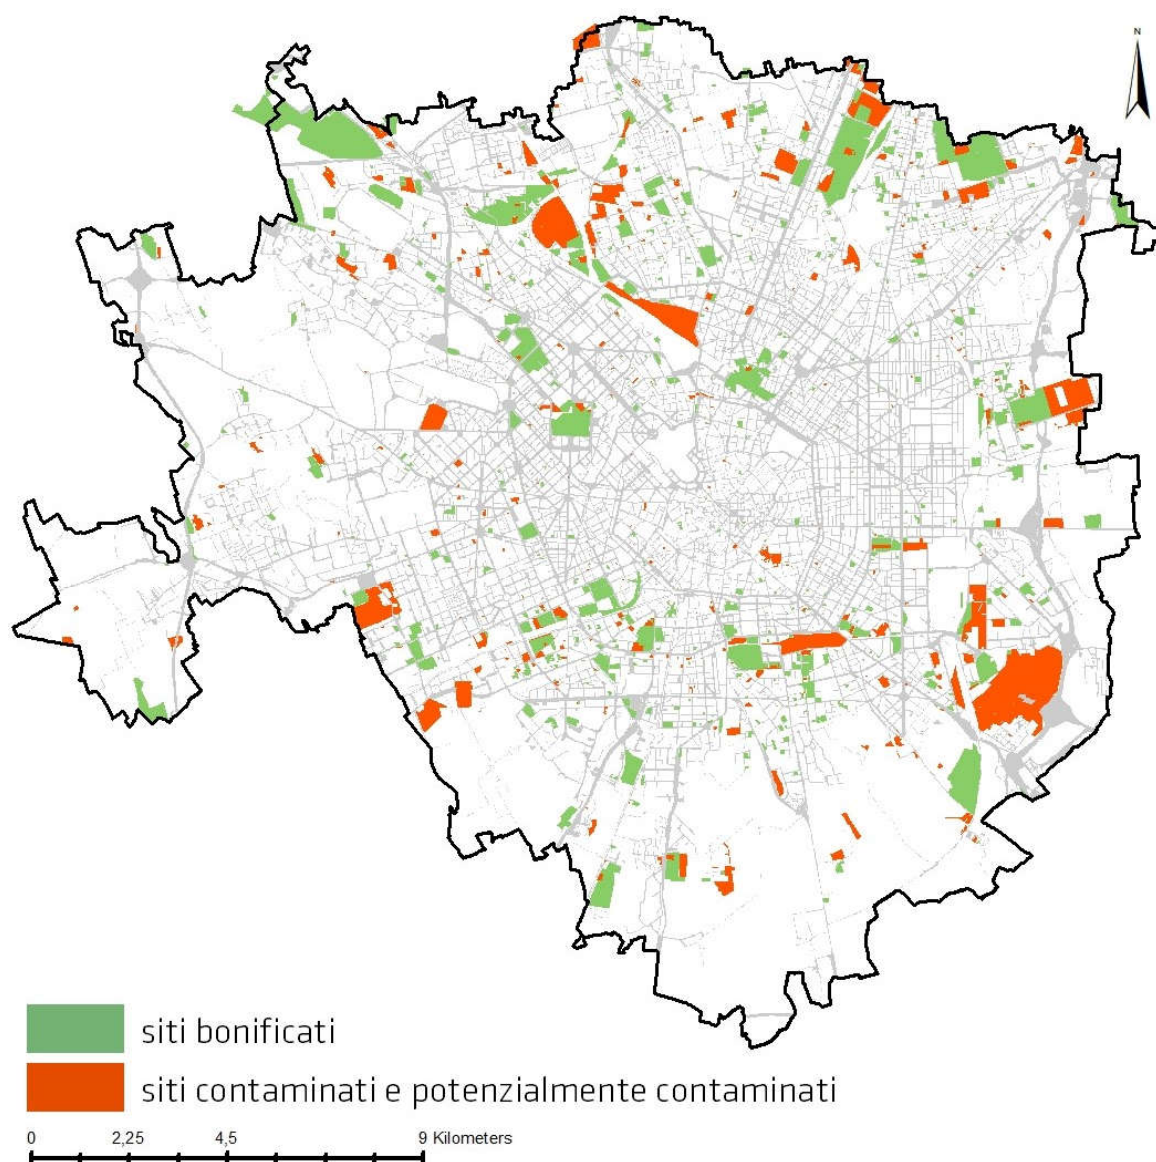 N
siti bonificati
siti contaminati e potenzialmente contaminati
0 2,25 4,5 9 Kilometers